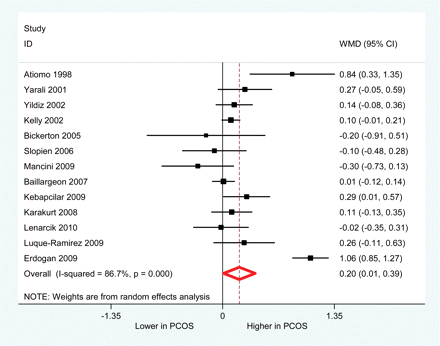 Study
ID WMD (95% CI)
Atiomo 1998 0.84 (0.33, 1.35)
Yarali 2001 0.27 (-0.05, 0.59)
Yildiz 2002 0.14 (-0.08, 0.36)
Kelly 2002 0.10 (-0.01, 0.21)
Bickerton 2005 -0.20 (-0.91, 0.51)
Slopien 2006 -0.10 (-0.48, 0.28)
Mancini 2009 -0.30 (-0.73, 0.13)
Baillargeon 2007 0.01 (-0.12, 0.14)
Kebapcilar 2009 0.29 (0.01, 0.57)
Karakurt 2008 0.11 (-0.13, 0.35)
Lenarcik 2010 -0.02 (-0.35, 0.31)
Luque-Ramirez 2009 0.26 (-0.11, 0.63)
Erdogan 2009 1.06 (0.85, 1.27)
Overall (I-squared = 86.7%, p = 0.000) 0.20 (0.01, 0.39)
NOTE: Weights are from random effects analysis
-1.35 0 1.35
Lower in PCOS Higher in PCOS